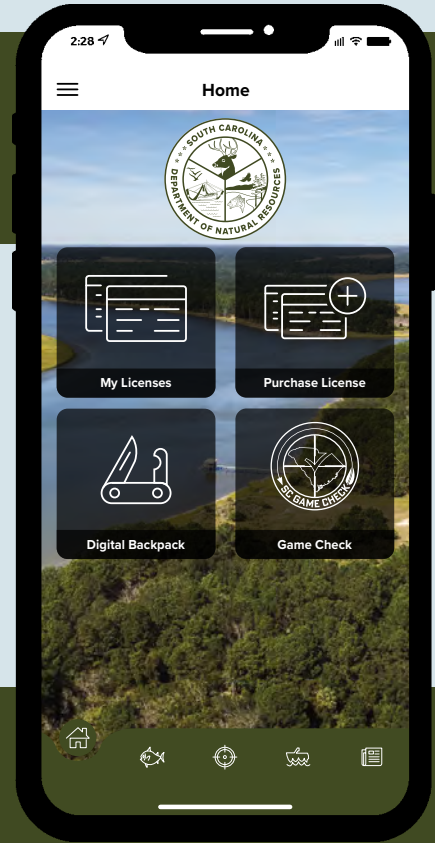 2:28
Home
SOUTH CAROLINA
DEPARTMENT OF NATURAL RESOURCES
My Licenses
Purchase License
SC GAME CHECK
Digital Backpack
Game Check